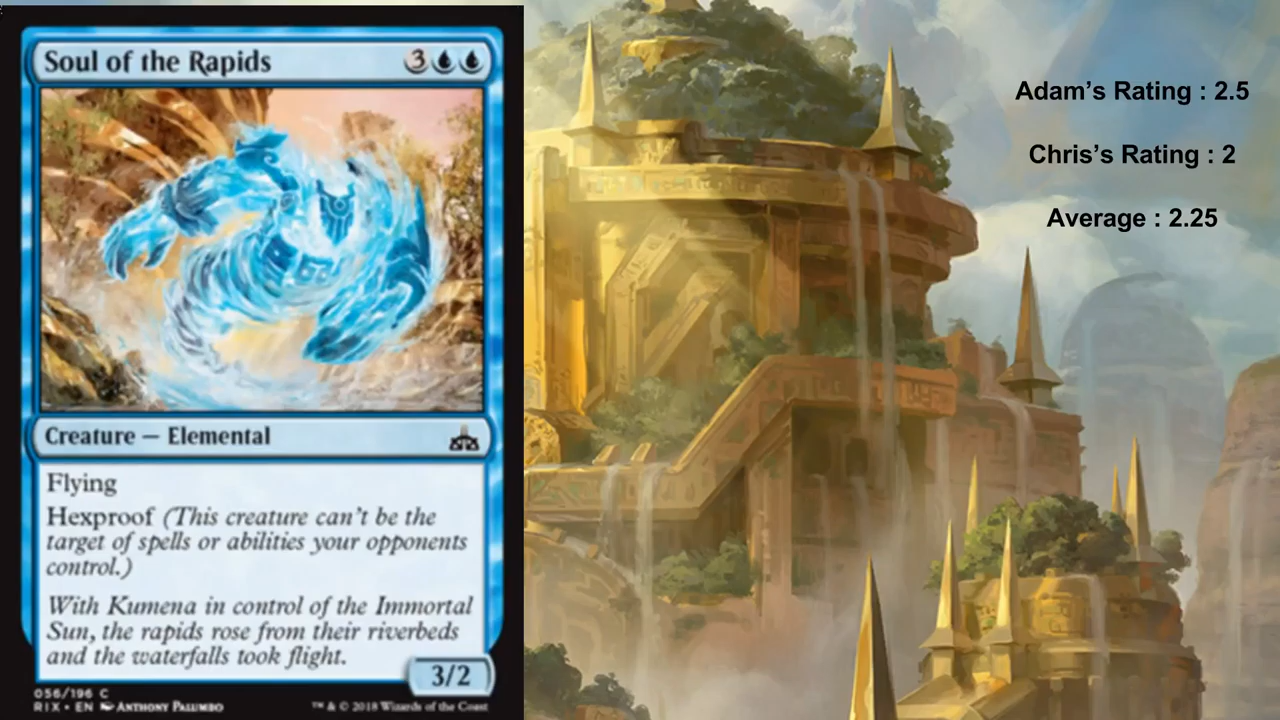 Soul of the Rapids 3
Creature — Elemental
Flying
Hexproof (This creature can't be the
target of spells or abilities your opponents
control.)
With Kumena in control of the Immortal
Sun, the rapids rose from their riverbeds
and the waterfalls took flight.
3/2
056/196 C
RIX • EN ANTHONY PALUMBO
™ & © 2018 Wizards of the Coast
Adam's Rating : 2.5
Chris's Rating : 2
Average : 2.25